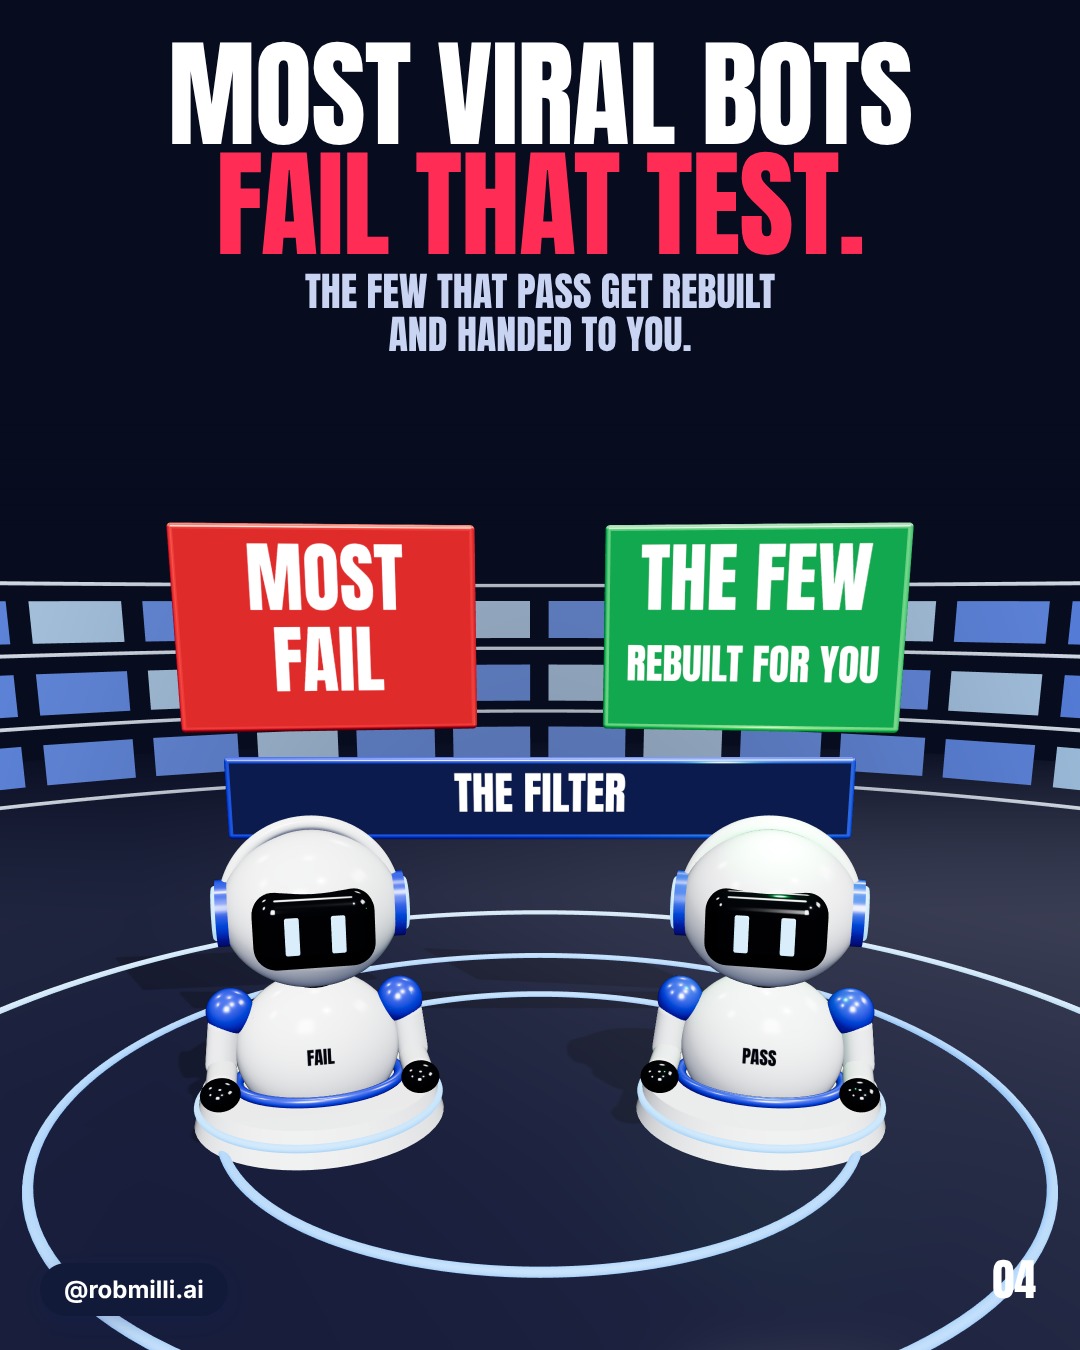 MOST VIRAL BOTS
FAIL THAT TEST.
THE FEW THAT PASS GET REBUILT
AND HANDED TO YOU.
MOST
FAIL
THE FEW
REBUILT FOR YOU
THE FILTER
FAIL
PASS
@robmilli.ai
04